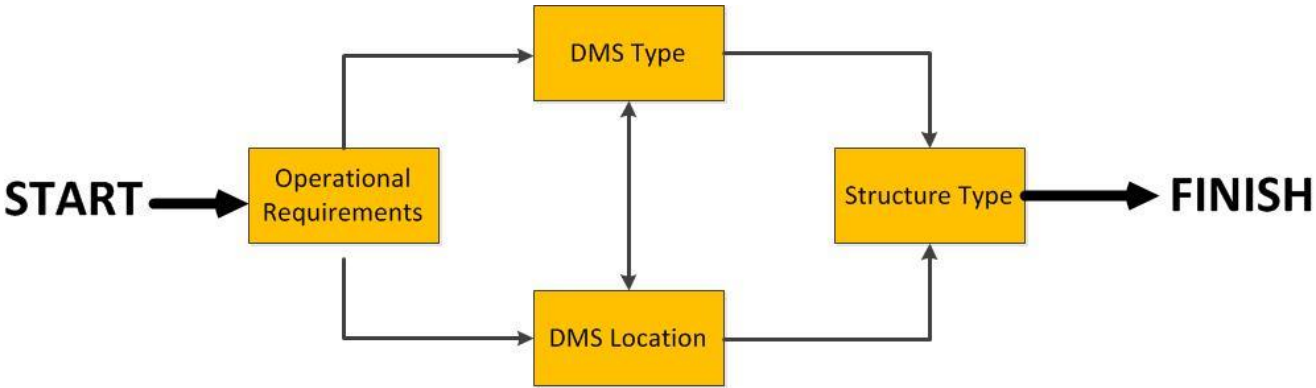 DMS Type
START
Operational
Requirements
Structure Type
FINISH
DMS Location